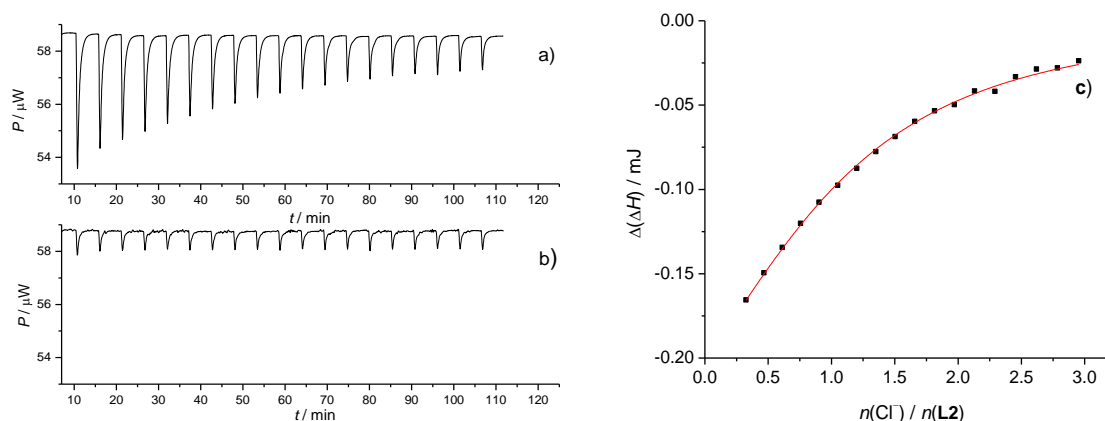 58
56
54
P / μW
a)
10 20 30 40 50 60 70 80 90 100 110 120
t / min
58
56
54
P / μW
b)
10 20 30 40 50 60 70 80 90 100 110 120
t / min
0.00
-0.05
-0.10
-0.15
-0.20
Δ(ΔH) / mJ
c)
0.0 0.5 1.0 1.5 2.0 2.5 3.0
n(Cl⁻) / n(L2)